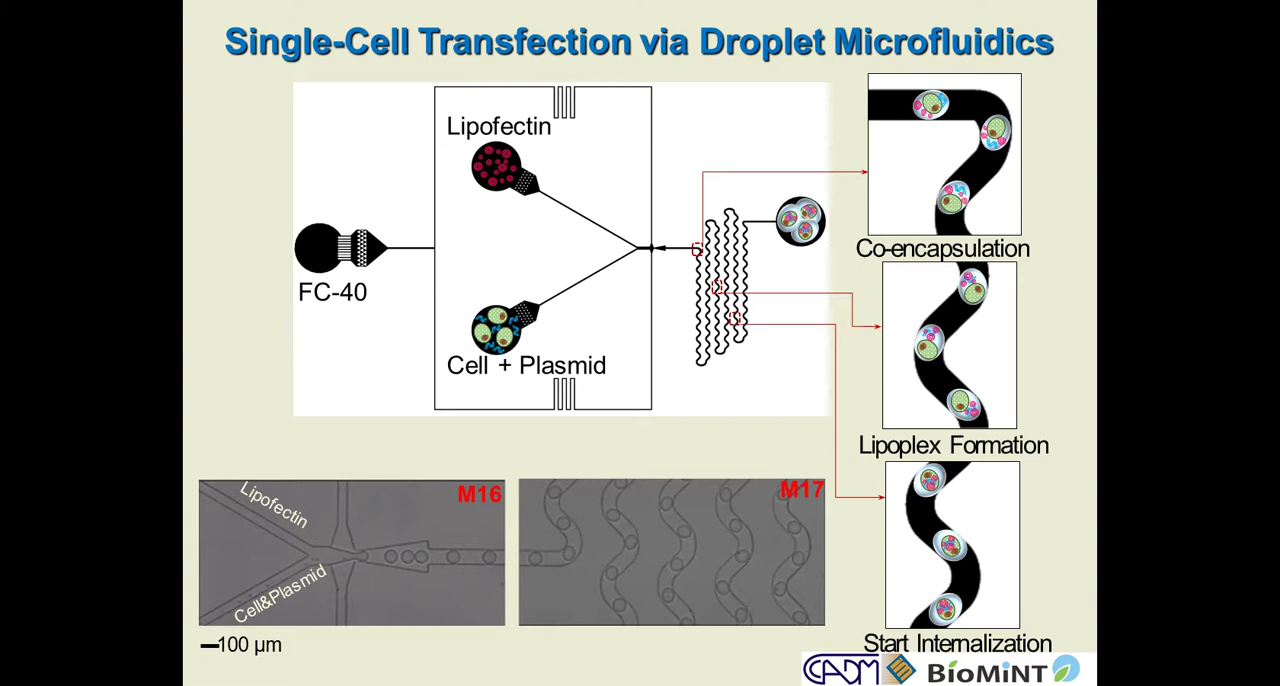 Single-Cell Transfection via Droplet Microfluidics
Lipofectin
FC-40
Cell + Plasmid
Co-encapsulation
Lipoplex Formation
Start Internalization
M16
Lipofectin
Cell&Plasmid
M17
100 µm
CADM
BioMiNT